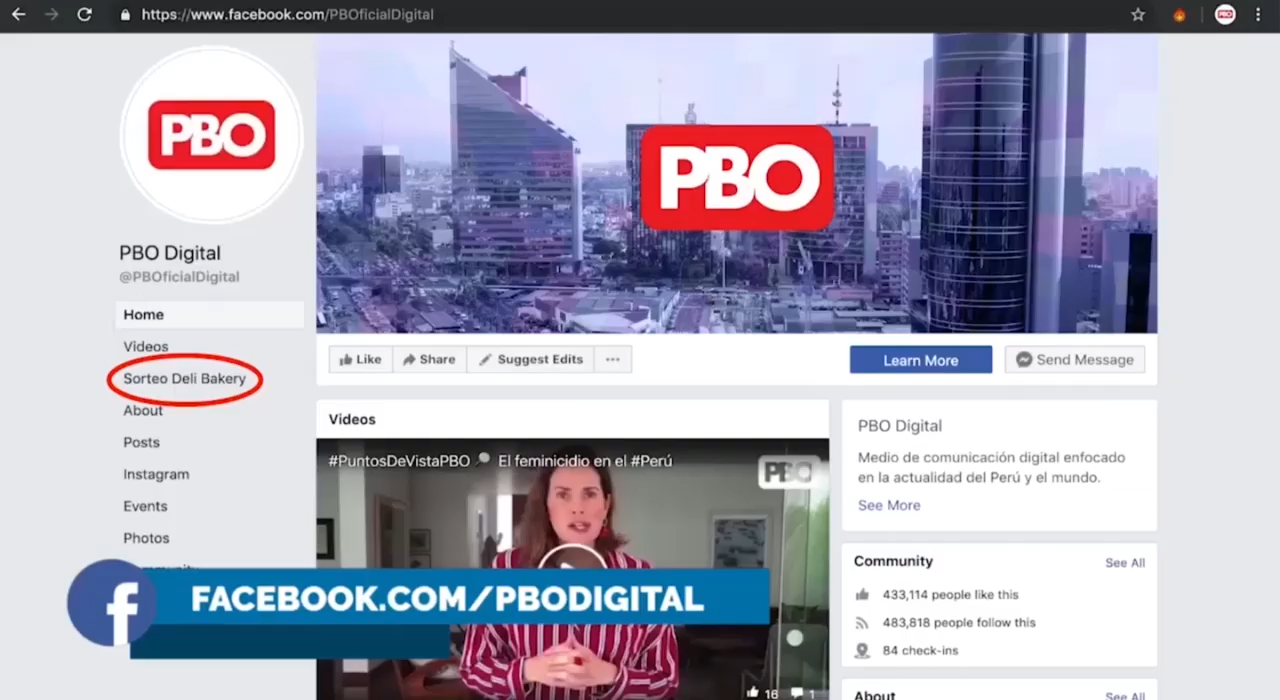 https://www.facebook.com/PBOficialDigital
PBO
PBO
PBO
PBO Digital
@PBOficialDigital
Home
Videos
Sorteo Deli Bakery
About
Posts
Instagram
Events
Photos
Like
Share
Suggest Edits
Learn More
Send Message
Videos
#PuntosDeVistaPBO El feminicidio en el #Perú
PBO
16
1
PBO Digital
Medio de comunicación digital enfocado
en la actualidad del Perú y el mundo.
See More
Community
See All
433,114 people like this
483,818 people follow this
84 check-ins
About
See All
f
FACEBOOK.COM/PBODIGITAL